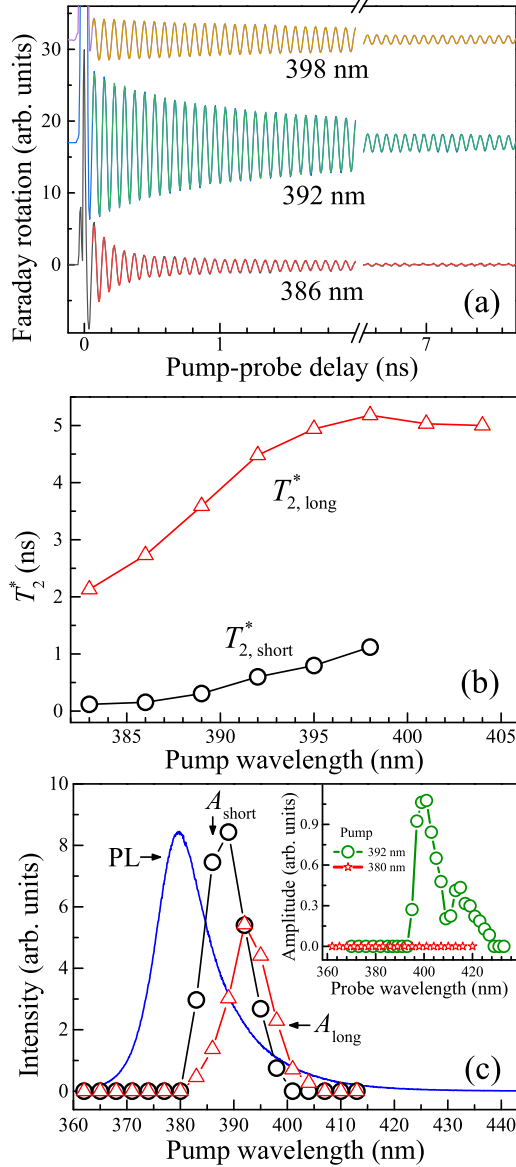 Faraday rotation (arb. units)
30
20
10
0
398 nm
392 nm
386 nm
(a)
0 1 7
Pump-probe delay (ns)
T*2 (ns)
5
4
3
2
1
0
T*2, long
T*2, short
(b)
385 390 395 400 405
Pump wavelength (nm)
Intensity (arb. units)
10
8
6
4
2
0
PL
A short
A long
Amplitude (arb. units)
0.9
0.6
0.3
0.0
Pump
392 nm
380 nm
360 400 420
Probe wavelength (nm)
(c)
360 370 380 390 400 410 420 430 440
Pump wavelength (nm)